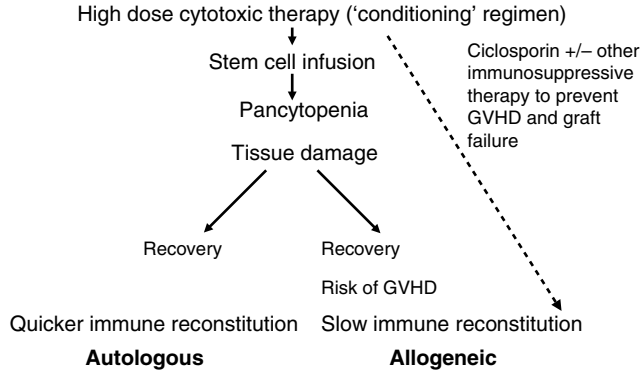 High dose cytotoxic therapy (‘conditioning’ regimen)
Stem cell infusion
Pancytopenia
Tissue damage
Ciclosporin +/– other
immunosuppressive
therapy to prevent
GVHD and graft
failure
Recovery
Recovery
Risk of GVHD
Quicker immune reconstitution
Slow immune reconstitution
Autologous
Allogeneic